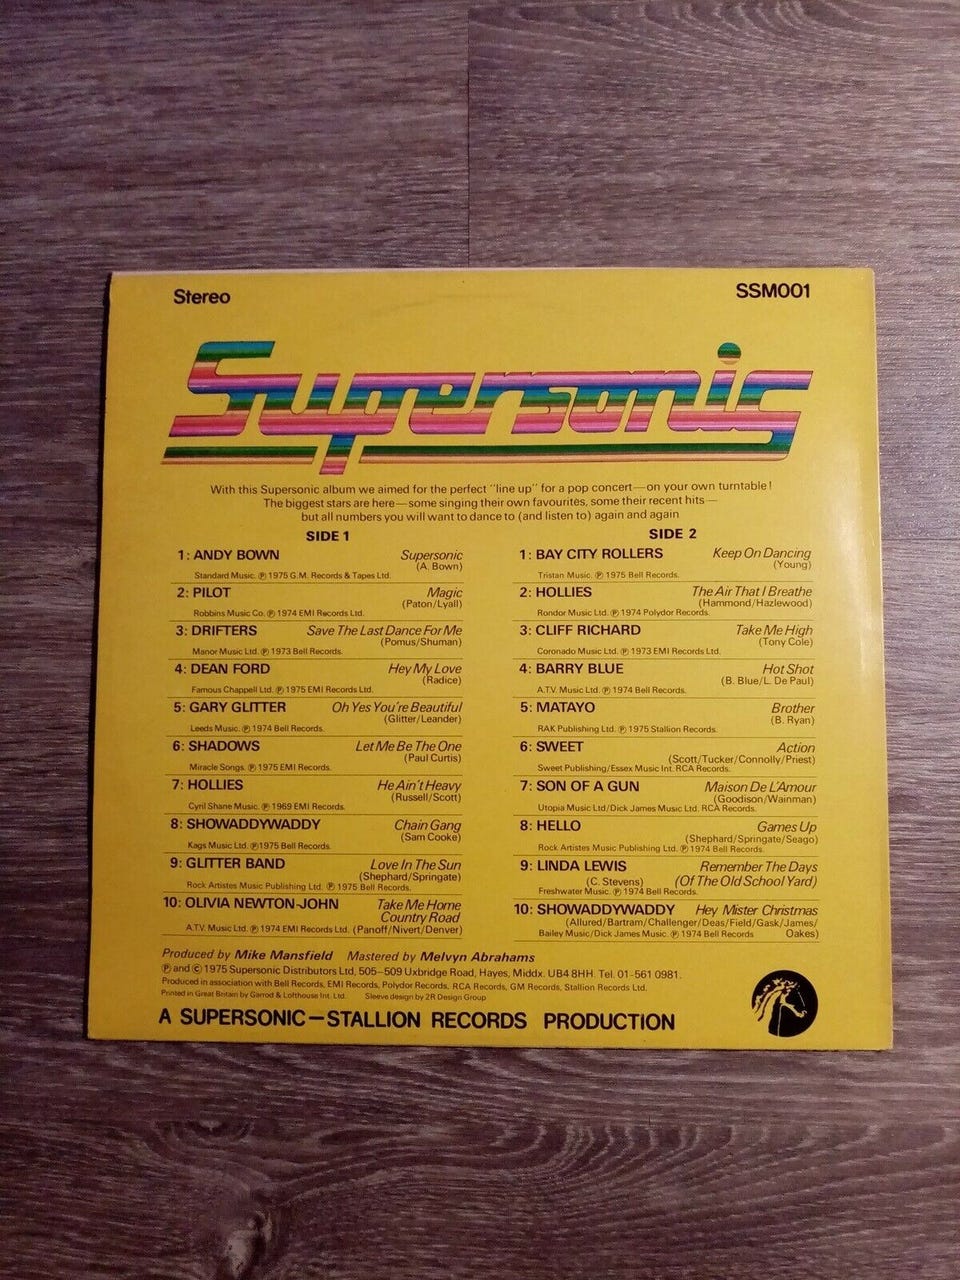 Stereo
SSM001
Supersonic
With this Supersonic album we aimed for the perfect "line up" for a pop concert—on your own turntable!
The biggest stars are here—some singing their own favourites, some their recent hits—
but all numbers you will want to dance to (and listen to) again and again
SIDE 1
1: ANDY BOWN Supersonic
(A. Bown)
Standard Music. ℗ 1975 G.M. Records & Tapes Ltd.
2: PILOT Magic
(Paton/Lyall)
Robbins Music Co. ℗ 1974 EMI Records Ltd.
3: DRIFTERS Save The Last Dance For Me
(Pomus/Shuman)
Manor Music Ltd. ℗ 1973 Bell Records.
4: DEAN FORD Hey My Love
(Radice)
Famous Chappell Ltd. ℗ 1975 EMI Records Ltd.
5: GARY GLITTER Oh Yes You're Beautiful
(Glitter/Leander)
Leeds Music. ℗ 1974 Bell Records.
6: SHADOWS Let Me Be The One
(Paul Curtis)
Miracle Songs. ℗ 1975 EMI Records.
7: HOLLIES He Ain't Heavy
(Russell/Scott)
Cyril Shane Music. ℗ 1969 EMI Records.
8: SHOWADDYWADDY Chain Gang
(Sam Cooke)
Kags Music Ltd. ℗ 1975 Bell Records.
9: GLITTER BAND Love In The Sun
(Shephard/Springate)
Rock Artistes Music Publishing Ltd. ℗ 1975 Bell Records.
10: OLIVIA NEWTON-JOHN Take Me Home
Country Road
A.T.V. Music Ltd. ℗ 1974 EMI Records Ltd. (Panoff/Nivert/Denver)
SIDE 2
1: BAY CITY ROLLERS Keep On Dancing
(Young)
Tristan Music. ℗ 1975 Bell Records.
2: HOLLIES The Air That I Breathe
(Hammond/Hazlewood)
Rondor Music Ltd. ℗ 1974 Polydor Records.
3: CLIFF RICHARD Take Me High
(Tony Cole)
Coronado Music Ltd. ℗ 1973 EMI Records Ltd.
4: BARRY BLUE Hot Shot
(B. Blue/L. De Paul)
A.T.V. Music Ltd. ℗ 1974 Bell Records.
5: MATAYO Brother
(B. Ryan)
RAK Publishing Ltd. ℗ 1975 Stallion Records.
6: SWEET Action
(Scott/Tucker/Connolly/Priest)
Sweet Publishing/Essex Music Int. RCA Records.
7: SON OF A GUN Maison De L'Amour
(Goodison/Wainman)
Utopia Music Ltd/Dick James Music Ltd. RCA Records.
8: HELLO Games Up
(Shephard/Springate/Seago)
Rock Artistes Music Publishing Ltd. ℗ 1974 Bell Records.
9: LINDA LEWIS Remember The Days
(C. Stevens) (Of The Old School Yard)
Freshwater Music. ℗ 1974 Bell Records.
10: SHOWADDYWADDY Hey Mister Christmas
(Allured/Bartram/Challenger/Deas/Field/Gask/James/
Bailey Music/Dick James Music. ℗ 1974 Bell Records Oakes)
Produced by Mike Mansfield Mastered by Melvyn Abrahams
℗ and © 1975 Supersonic Distributors Ltd, 505–509 Uxbridge Road, Hayes, Middx. UB4 8HH. Tel. 01-561 0981.
Produced in association with Bell Records, EMI Records, Polydor Records, RCA Records, GM Records, Stallion Records Ltd.
Printed in Great Britain by Garrod & Lofthouse Int. Ltd. Sleeve design by 2R Design Group
A SUPERSONIC—STALLION RECORDS PRODUCTION